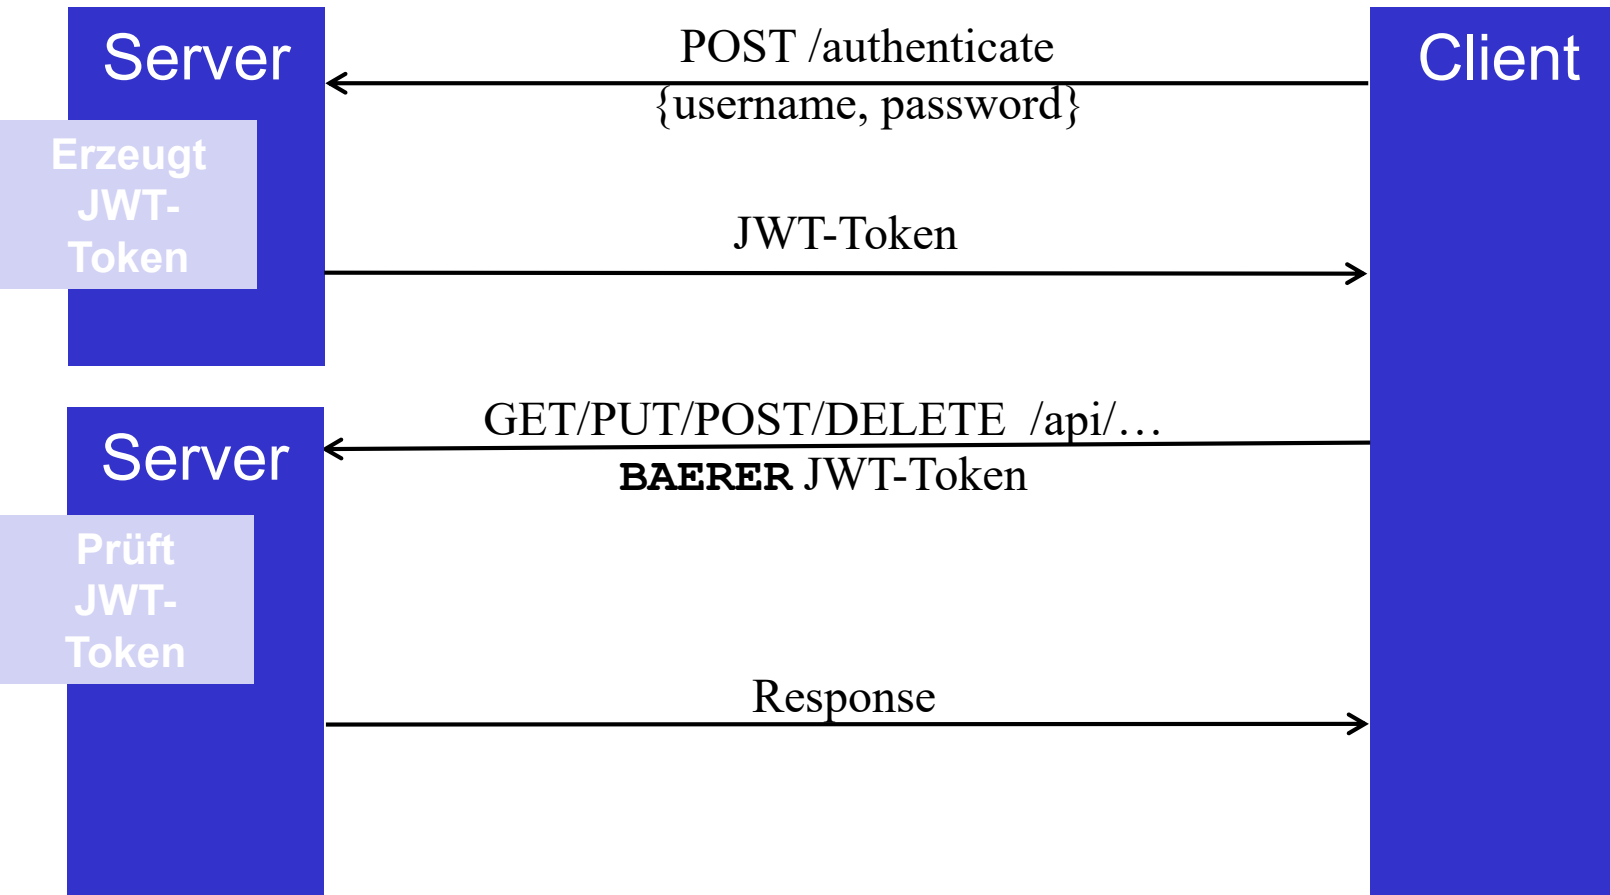 Server
POST /authenticate
{username, password}
Client
Erzeugt
JWT-
Token
JWT-Token
Server
GET/PUT/POST/DELETE  /api/…
BAERER JWT-Token
Prüft
JWT-
Token
Response